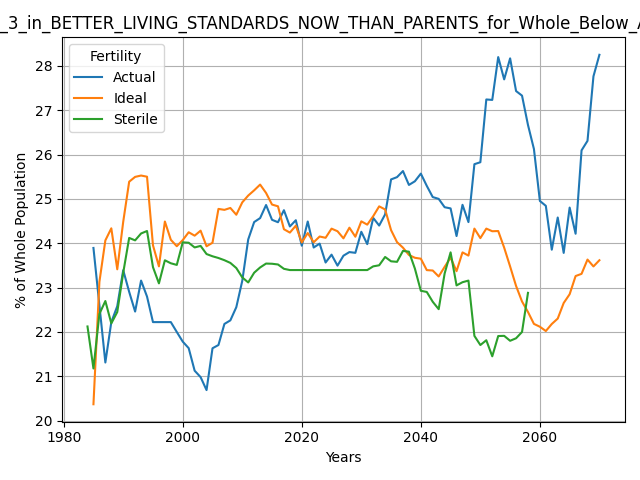 _3_in_BETTER_LIVING_STANDARDS_NOW_THAN_PARENTS_for_Whole_Below_
Fertility
Actual
Ideal
Sterile
% of Whole Population
28
27
26
25
24
23
22
21
20
1980
2000
2020
2040
2060
Years